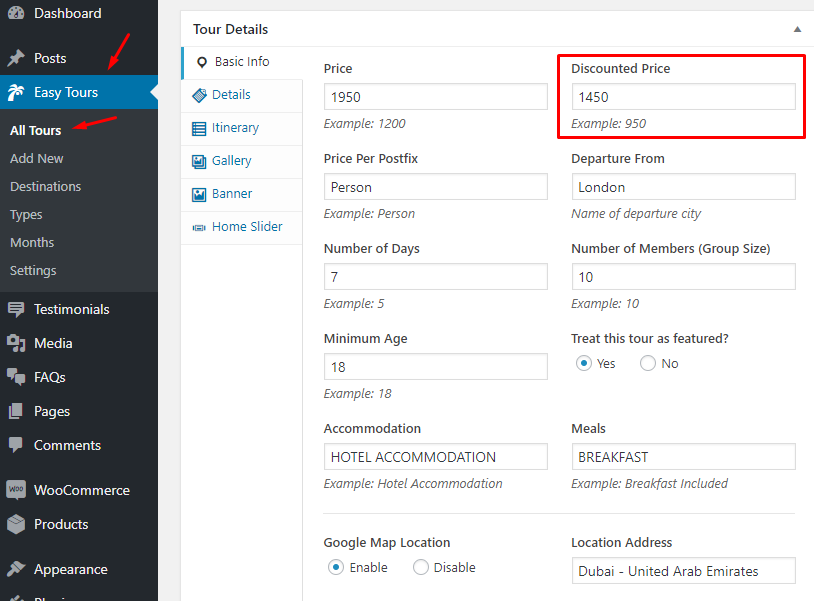 Dashboard
Posts
Easy Tours
All Tours
Add New
Destinations
Types
Months
Settings
Testimonials
Media
FAQs
Pages
Comments
WOO
WooCommerce
Products
Appearance
Tour Details
Basic Info
Details
Itinerary
Gallery
Banner
Home Slider
Price
1950
Example: 1200
Discounted Price
1450
Example: 950
Price Per Postfix
Person
Example: Person
Departure From
London
Name of departure city
Number of Days
7
Example: 5
Number of Members (Group Size)
10
Example: 10
Minimum Age
18
Example: 18
Treat this tour as featured?
Yes No
Accommodation
HOTEL ACCOMMODATION
Example: Hotel Accommodation
Meals
BREAKFAST
Example: Breakfast Included
Google Map Location
Enable Disable
Location Address
Dubai - United Arab Emirates